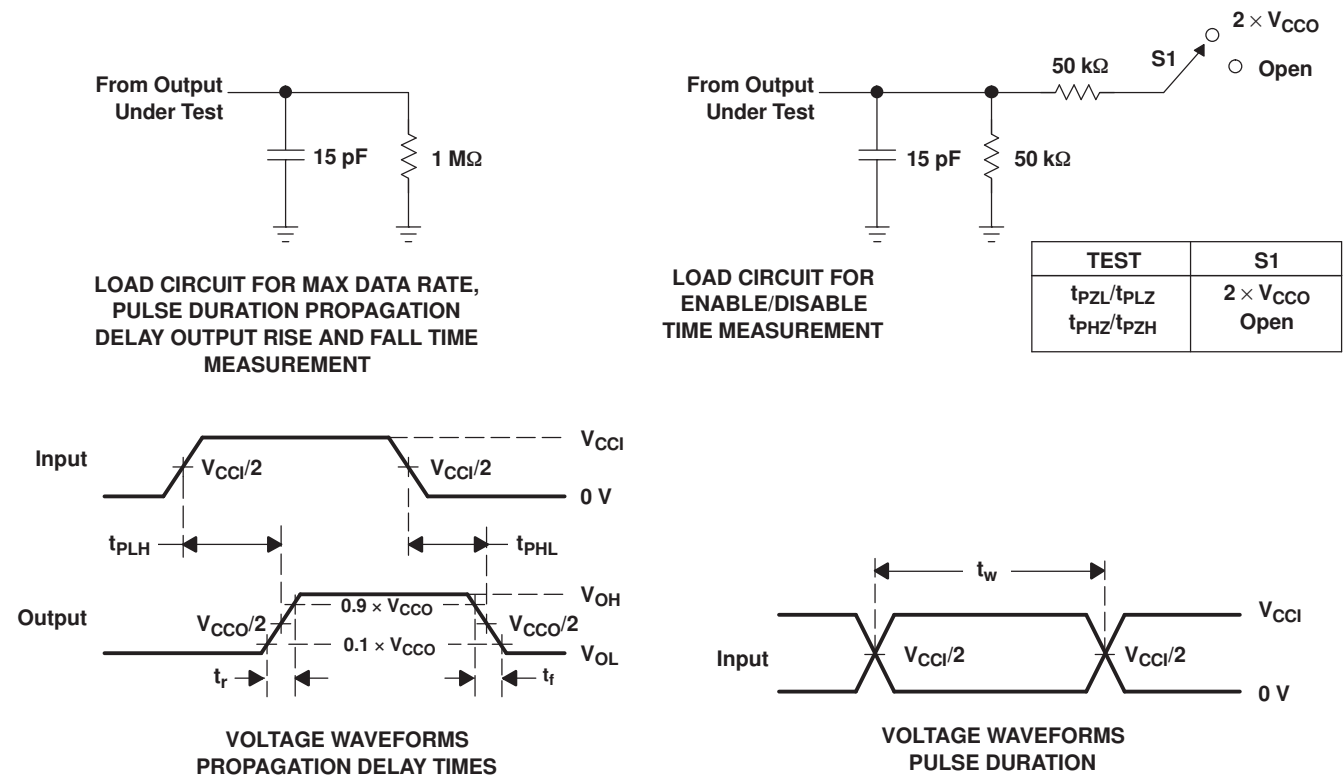 From Output
Under Test
15 pF
1 MΩ
LOAD CIRCUIT FOR MAX DATA RATE,
PULSE DURATION PROPAGATION
DELAY OUTPUT RISE AND FALL TIME
MEASUREMENT
From Output
Under Test
15 pF
50 kΩ
50 kΩ
S1
2 × VCCO
Open
LOAD CIRCUIT FOR
ENABLE/DISABLE
TIME MEASUREMENT
TEST S1
tPZL/tPLZ 2 × VCCO
tPHZ/tPZH Open
Input
VCCI/2
VCCI/2
VCCI
0 V
tPLH
tPHL
Output
VCCO/2
0.9 × VCCO
0.1 × VCCO
VCCO/2
VOH
VOL
tr
tf
VOLTAGE WAVEFORMS
PROPAGATION DELAY TIMES
tw
Input
VCCI/2
VCCI/2
VCCI
0 V
VOLTAGE WAVEFORMS
PULSE DURATION